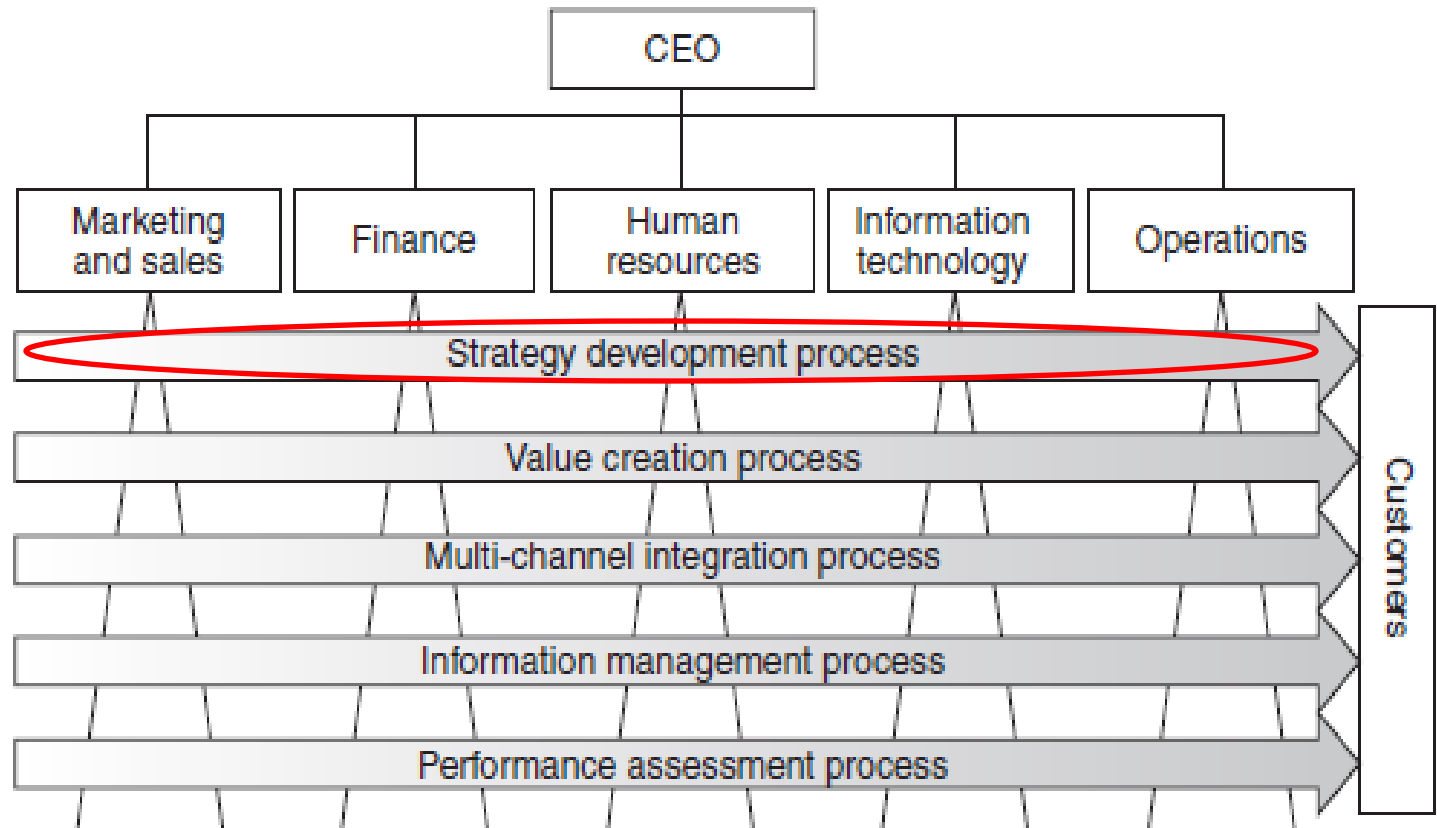 CEO
Marketing
and sales
Finance
Human
resources
Information
technology
Operations
Strategy development process
Value creation process
Multi-channel integration process
Information management process
Performance assessment process
Customers